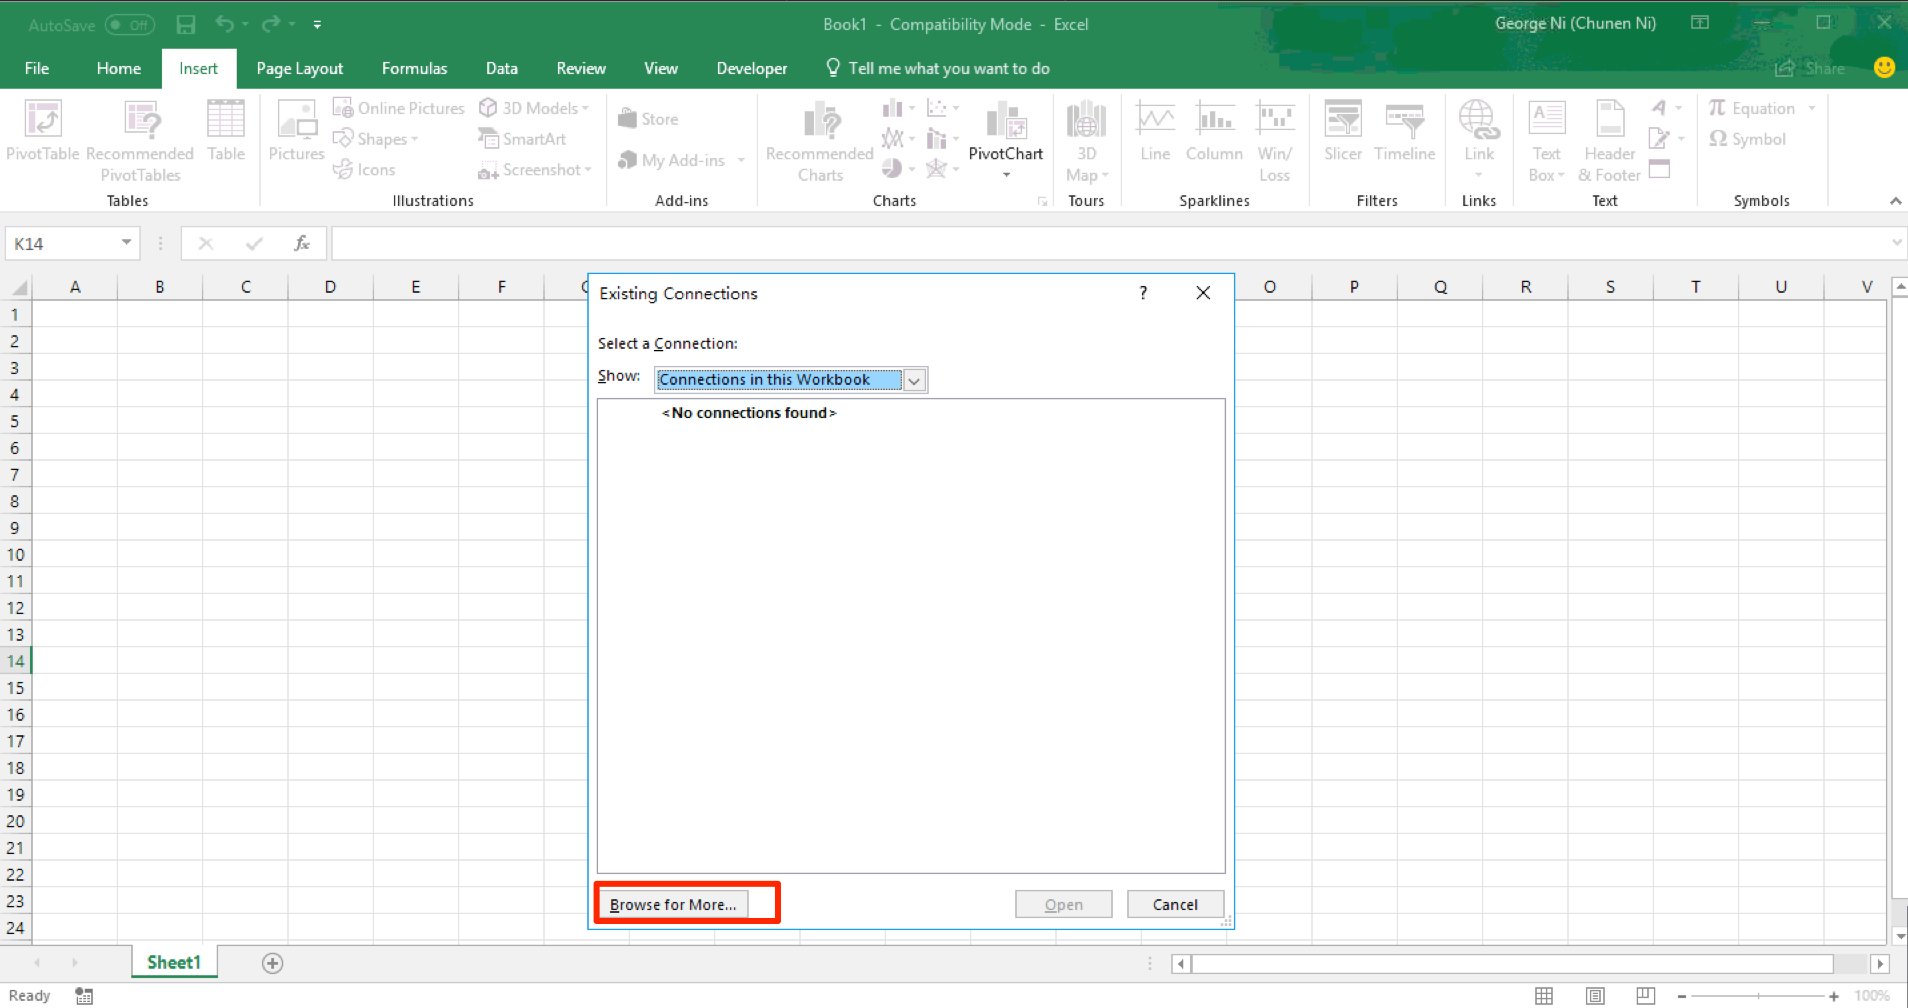 AutoSave Off
Book1 - Compatibility Mode - Excel
George Ni (Chunen Ni)
File Home Insert Page Layout Formulas Data Review View Developer Tell me what you want to do Share
PivotTable
Recommended
PivotTables
Table
Tables
Pictures
Online Pictures
Shapes
Icons
3D Models
SmartArt
Screenshot
Illustrations
Store
My Add-ins
Add-ins
Recommended
Charts
PivotChart
Charts
3D
Map
Tours
Line
Column
Win/
Loss
Sparklines
Slicer
Timeline
Filters
Link
Links
Text
Box
Header
& Footer
Text
π Equation
Ω Symbol
Symbols
K14
fx
A B C D E F G O P Q R S T U V
1
2
3
4
5
6
7
8
9
10
11
12
13
14
15
16
17
18
19
20
21
22
23
24
Existing Connections ?
Select a Connection:
Show: Connections in this Workbook
<No connections found>
Browse for More...
Open
Cancel
Sheet1
Ready
100%